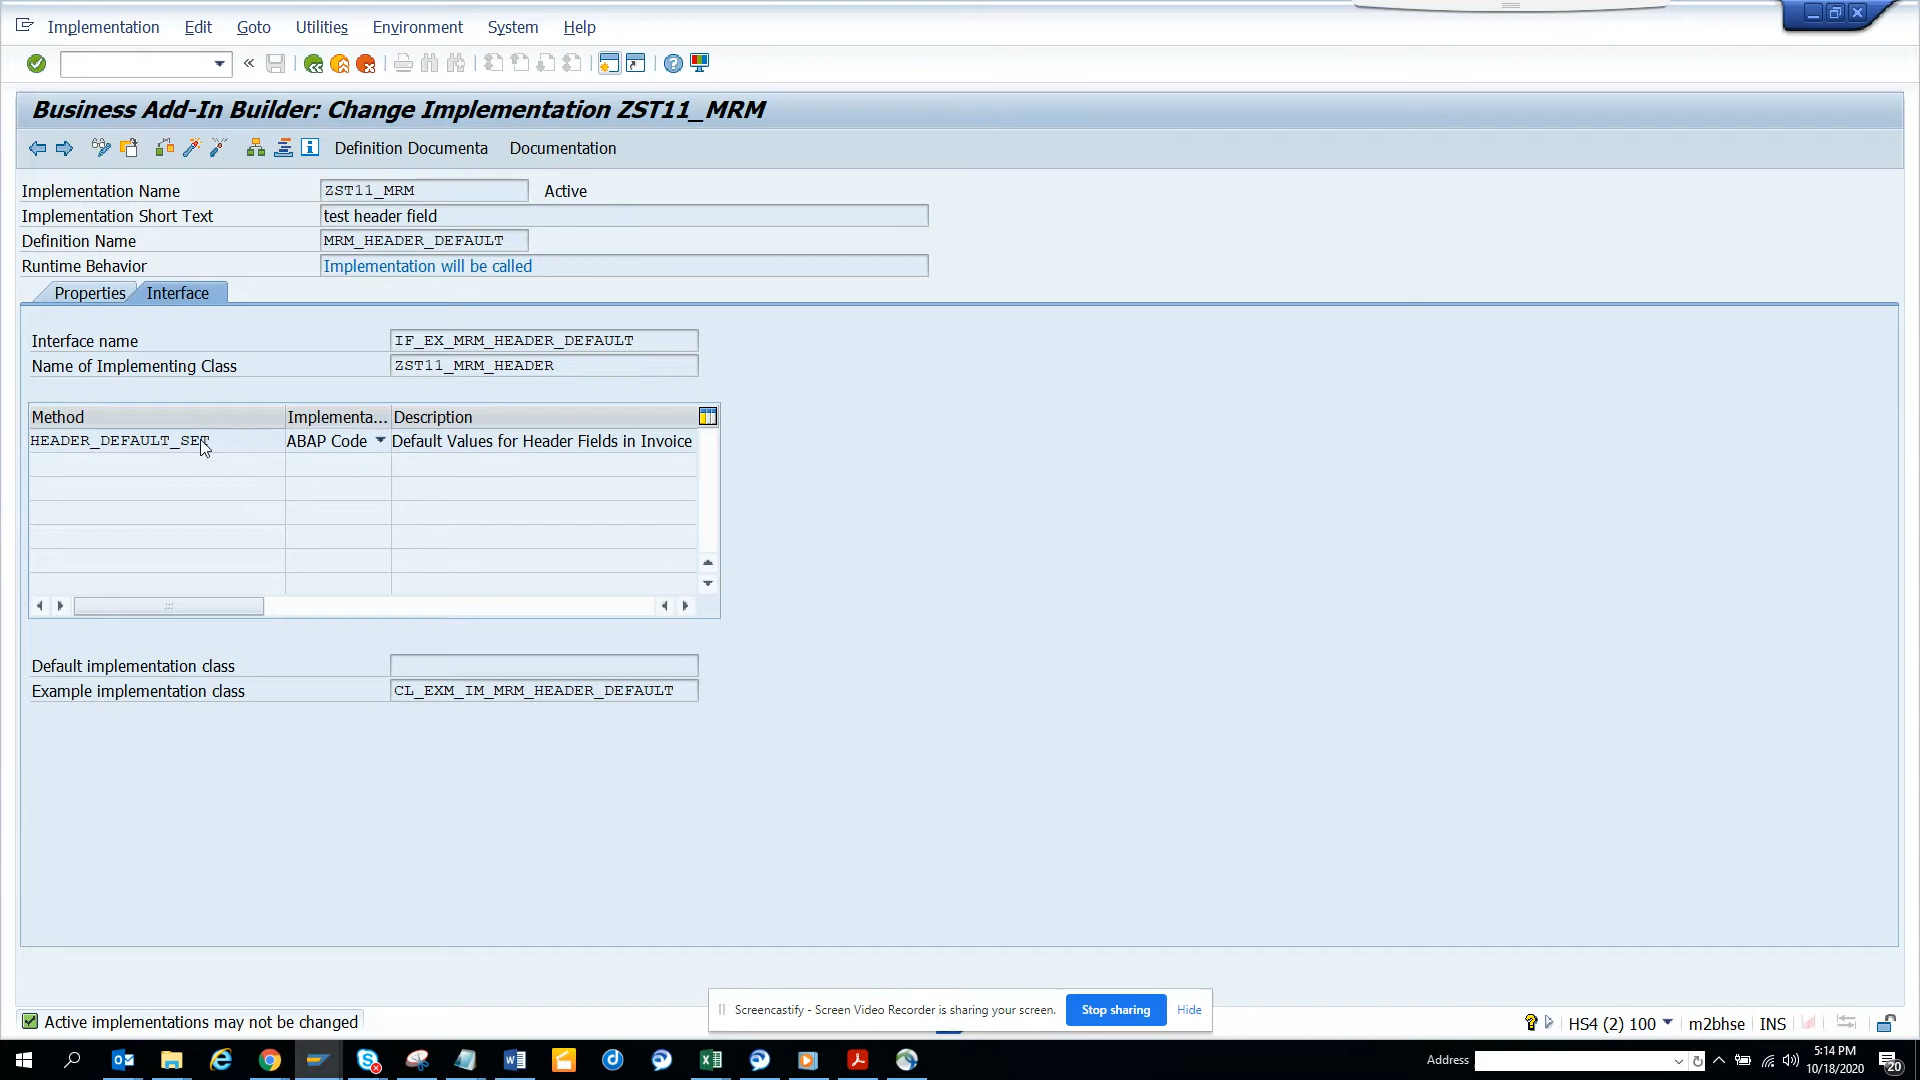 Implementation Edit Goto Utilities Environment System Help
Business Add-In Builder: Change Implementation ZST11_MRM
Definition Documenta Documentation
Implementation Name ZST11_MRM Active
Implementation Short Text test header field
Definition Name MRM_HEADER_DEFAULT
Runtime Behavior Implementation will be called
Properties Interface
Interface name IF_EX_MRM_HEADER_DEFAULT
Name of Implementing Class ZST11_MRM_HEADER
Method Implementa... Description
HEADER_DEFAULT_SET ABAP Code Default Values for Header Fields in Invoice
Default implementation class
Example implementation class CL_EXM_IM_MRM_HEADER_DEFAULT
Screencastify - Screen Video Recorder is sharing your screen. Stop sharing Hide
Active implementations may not be changed HS4 (2) 100 m2bhse INS
Address 5:14 PM
10/18/2020 20